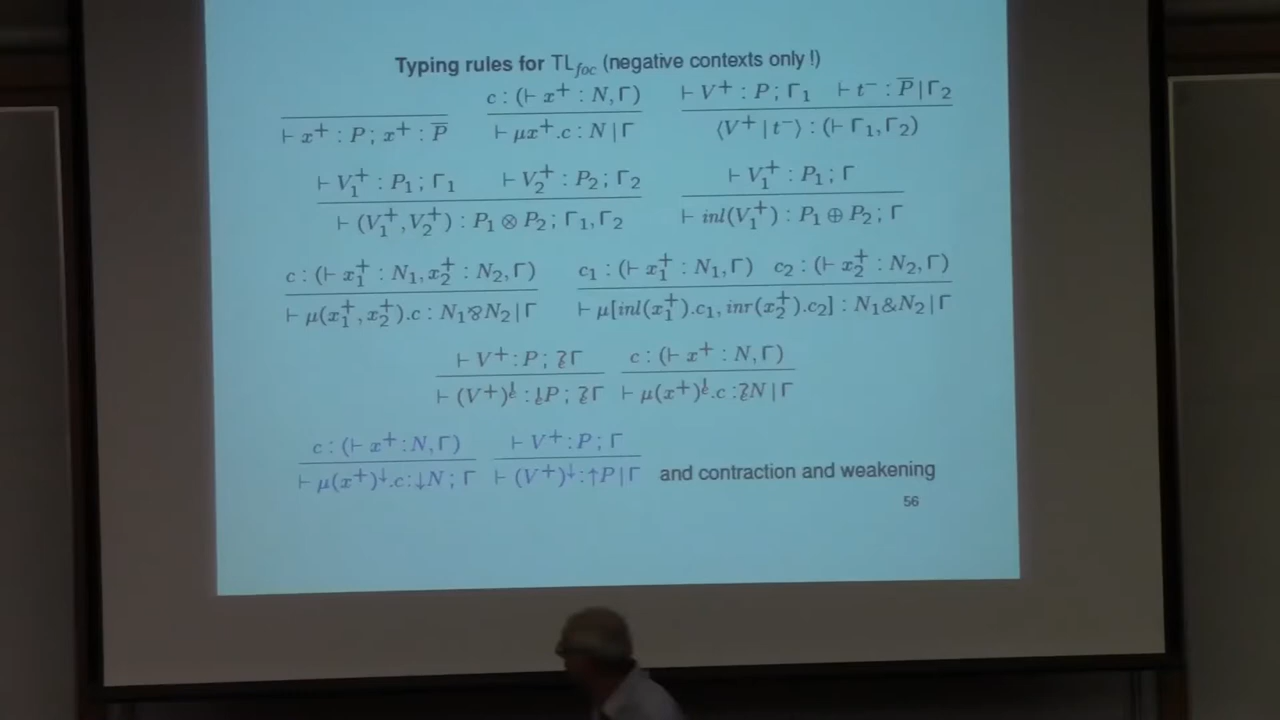 Typing rules for TL_foc (negative contexts only !)
c : (⊢ x⁺ : N, Γ) ⊢ V⁺ : P ; Γ₁ ⊢ t⁻ : P̅ | Γ₂
⊢ x⁺ : P ; x⁺ : P̅ ⊢ μx⁺.c : N | Γ ⟨V⁺ | t⁻⟩ : (⊢ Γ₁, Γ₂)
⊢ V₁⁺ : P₁ ; Γ₁ ⊢ V₂⁺ : P₂ ; Γ₂ ⊢ V₁⁺ : P₁ ; Γ
⊢ (V₁⁺, V₂⁺) : P₁ ⊗ P₂ ; Γ₁, Γ₂ ⊢ inl(V₁⁺) : P₁ ⊕ P₂ ; Γ
c : (⊢ x₁⁺ : N₁, x₂⁺ : N₂, Γ) c₁ : (⊢ x₁⁺ : N₁, Γ) c₂ : (⊢ x₂⁺ : N₂, Γ)
⊢ μ(x₁⁺, x₂⁺).c : N₁⅋N₂ | Γ ⊢ μ[inl(x₁⁺).c₁, inr(x₂⁺).c₂] : N₁&N₂ | Γ
⊢ V⁺ : P ; Γ c : (⊢ x⁺ : N, Γ)
⊢ (V⁺) : P ; Γ ⊢ μ(x⁺) .c : N | Γ
c : (⊢ x⁺ : N, Γ) ⊢ V⁺ : P ; Γ
⊢ μ(x⁺)↓.c : ↓N ; Γ ⊢ (V⁺)↓ : ↑P | Γ and contraction and weakening
56